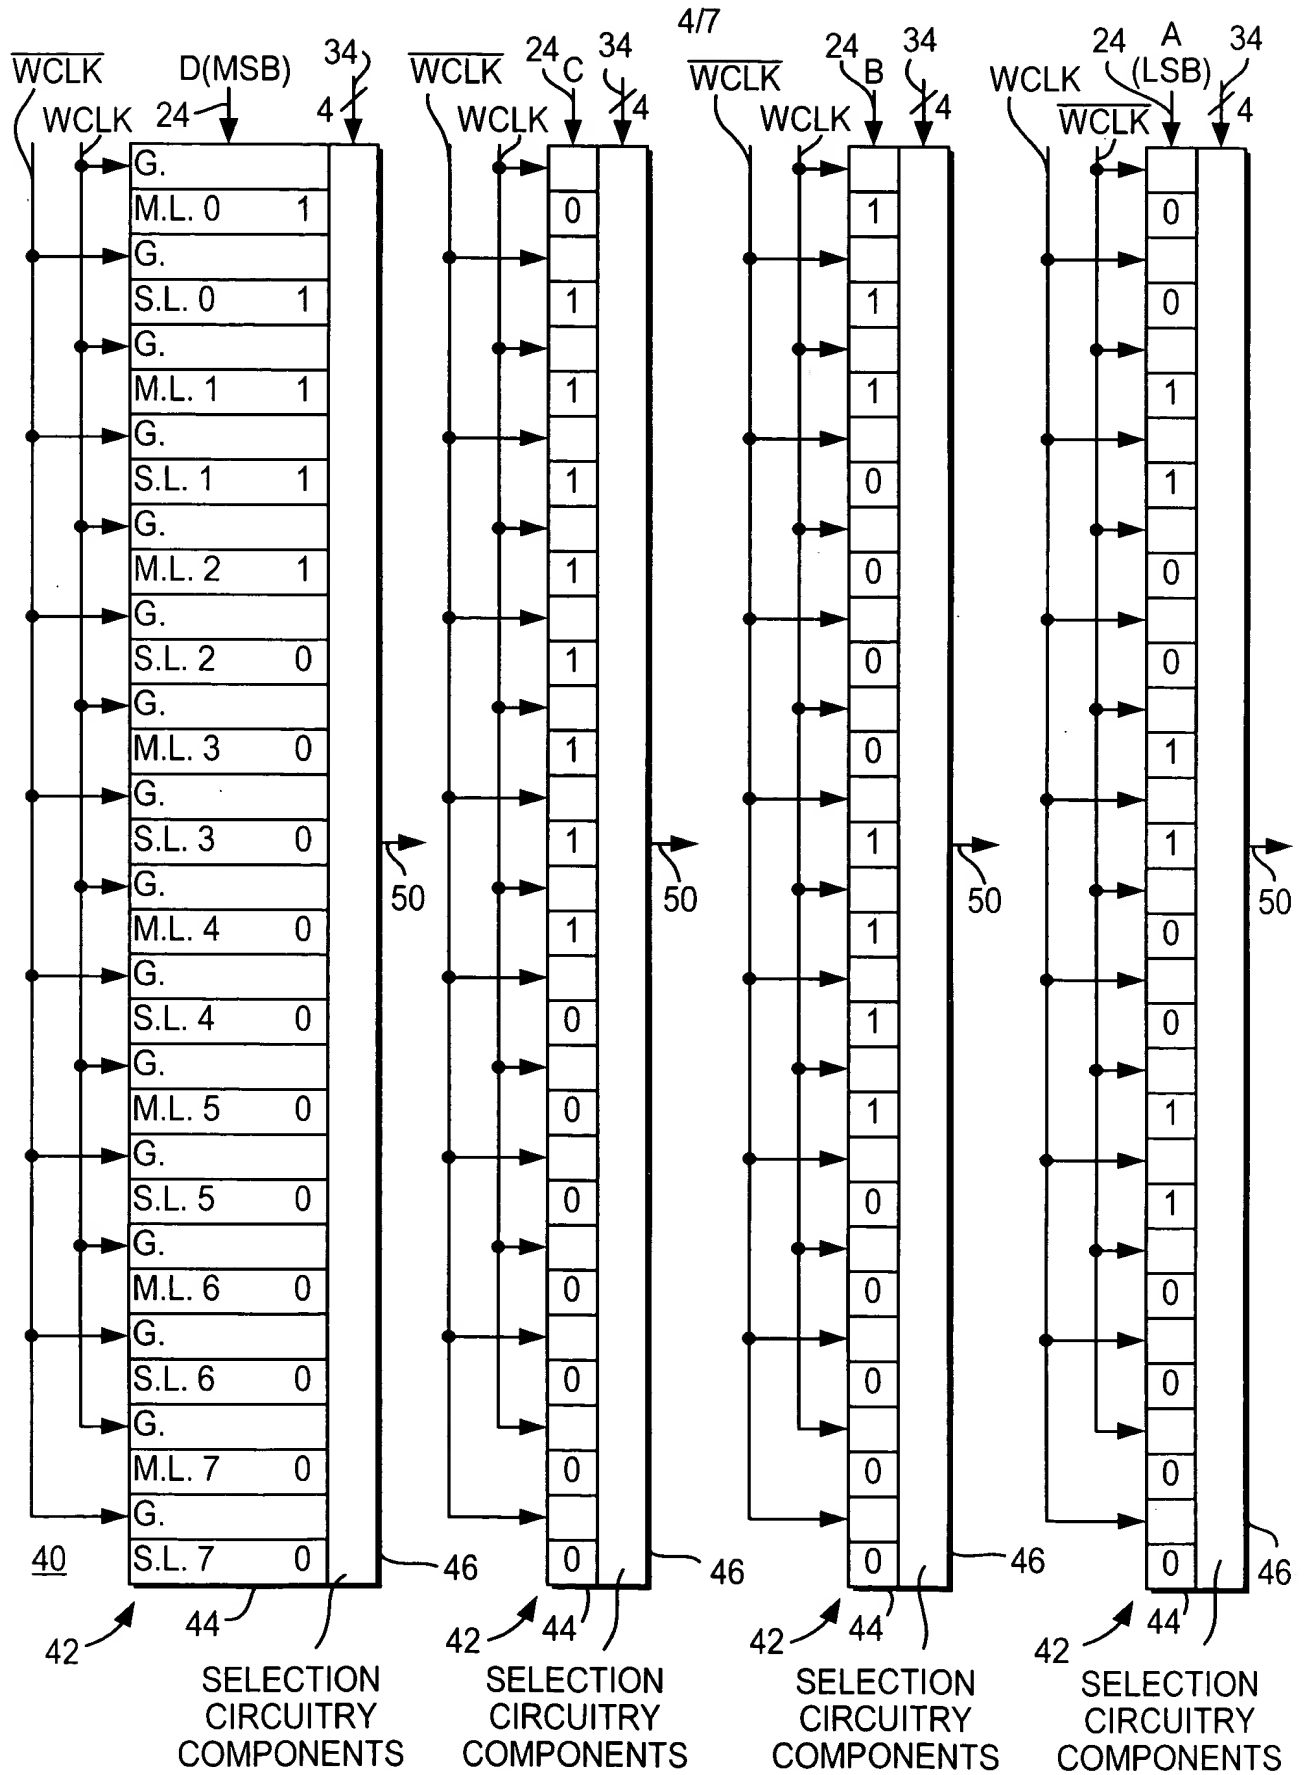 4/7
WCLK
WCLK
D(MSB)
24
34
4
WCLK
WCLK
24
C
34
4
WCLK
WCLK
24
B
34
4
WCLK
WCLK
24
A
(LSB)
34
4
G.
M.L. 0 1 0 1 0
G.
S.L. 0 1 1 1 0
G.
M.L. 1 1 1 1 1
G.
S.L. 1 1 1 0 1
G.
M.L. 2 1 1 0 0
G.
S.L. 2 0 1 0 0
G.
M.L. 3 0 1 0 1
G.
S.L. 3 0 1 1 1
50 50 50 50
G.
M.L. 4 0 1 1 0
G.
S.L. 4 0 0 1 0
G.
M.L. 5 0 0 1 1
G.
S.L. 5 0 0 0 1
G.
M.L. 6 0 0 0 0
G.
S.L. 6 0 0 0 0
G.
M.L. 7 0 0 0 0
G.
S.L. 7 0 0 0 0
40
46 46 46 46
42 44 42 44 42 44 42 44
SELECTION
CIRCUITRY
COMPONENTS
SELECTION
CIRCUITRY
COMPONENTS
SELECTION
CIRCUITRY
COMPONENTS
SELECTION
CIRCUITRY
COMPONENTS